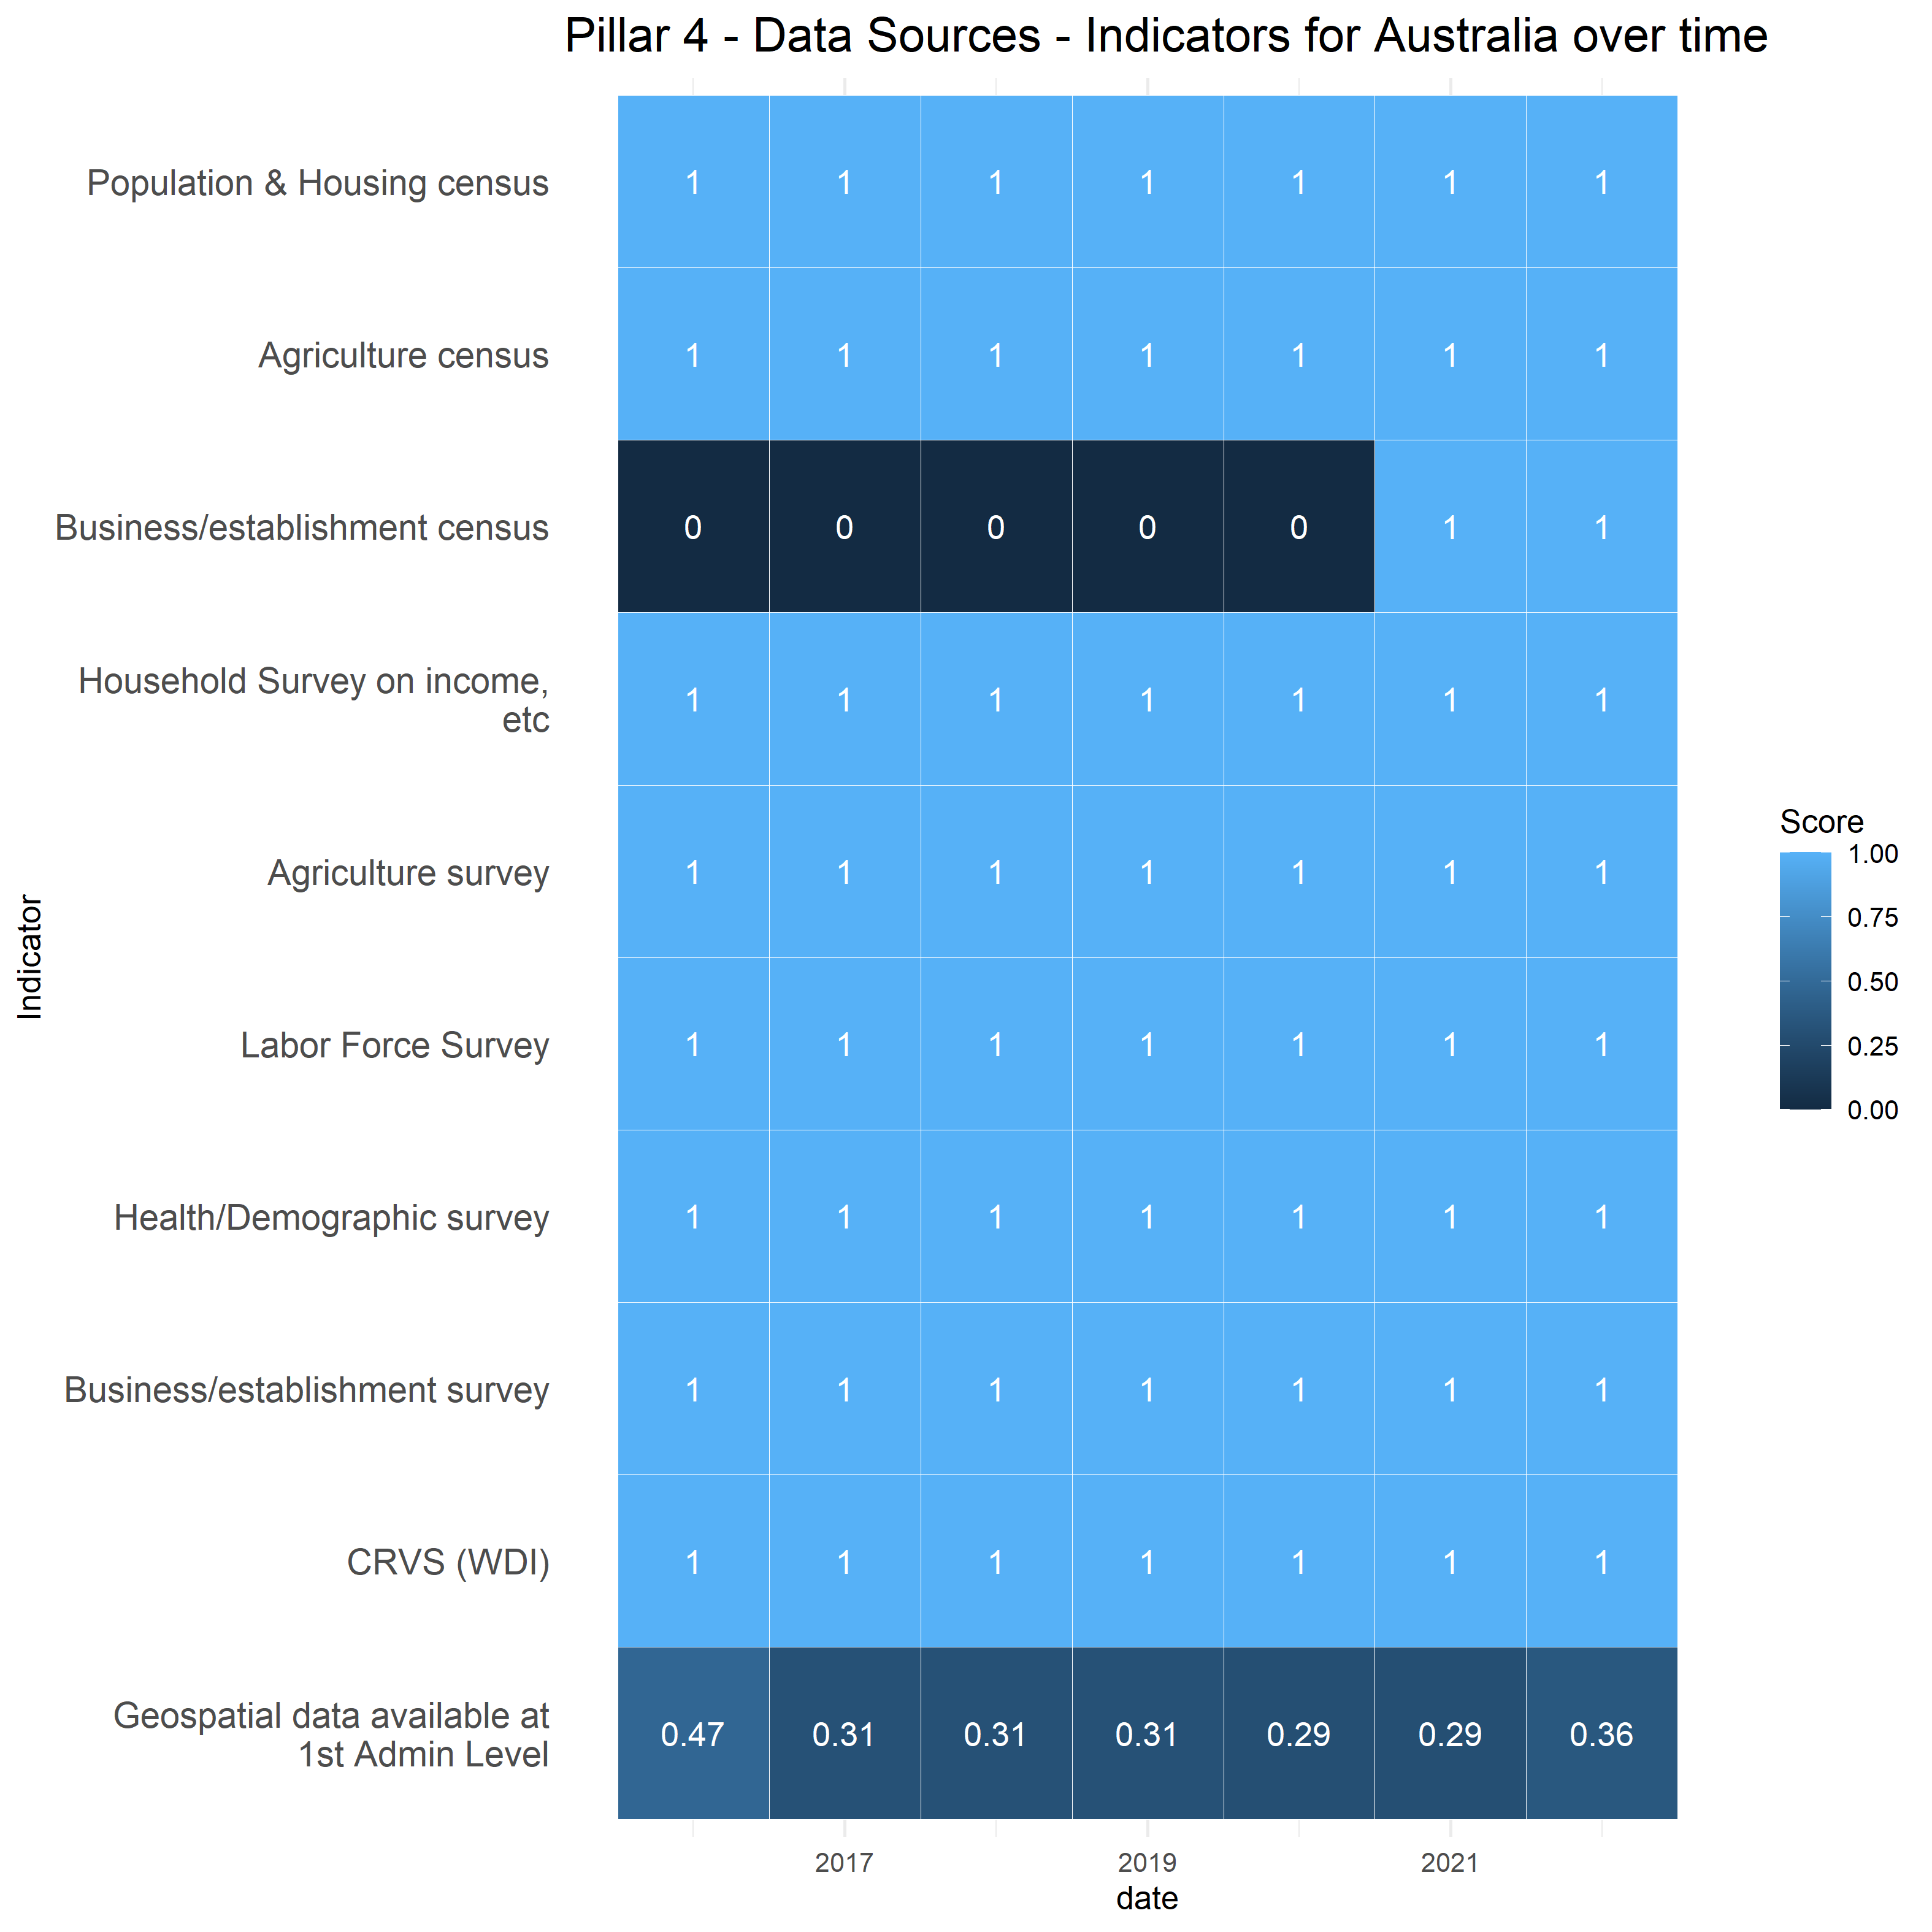 Pillar 4 - Data Sources - Indicators for Australia over time
Population & Housing census
1 1 1 1 1 1 1
Agriculture census
1 1 1 1 1 1 1
Business/establishment census
0 0 0 0 0 1 1
Household Survey on income,
etc
1 1 1 1 1 1 1
Agriculture survey
1 1 1 1 1 1 1
Labor Force Survey
1 1 1 1 1 1 1
Health/Demographic survey
1 1 1 1 1 1 1
Business/establishment survey
1 1 1 1 1 1 1
CRVS (WDI)
1 1 1 1 1 1 1
Geospatial data available at
1st Admin Level
0.47 0.31 0.31 0.31 0.29 0.29 0.36
2017 2019 2021
date
Indicator
Score
1.00
0.75
0.50
0.25
0.00